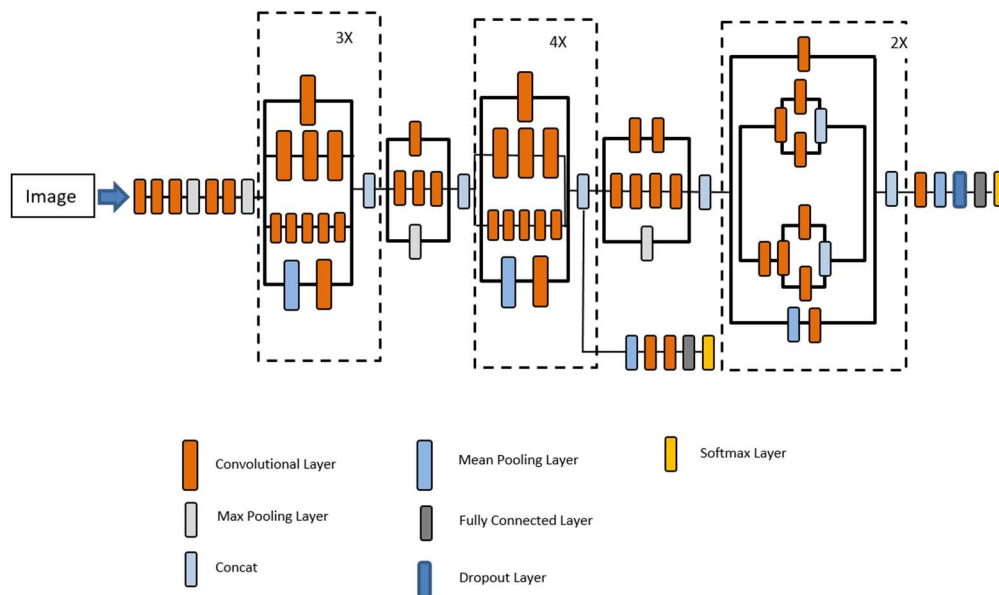 3X
4X
2X
Image
Convolutional Layer
Mean Pooling Layer
Softmax Layer
Max Pooling Layer
Fully Connected Layer
Concat
Dropout Layer